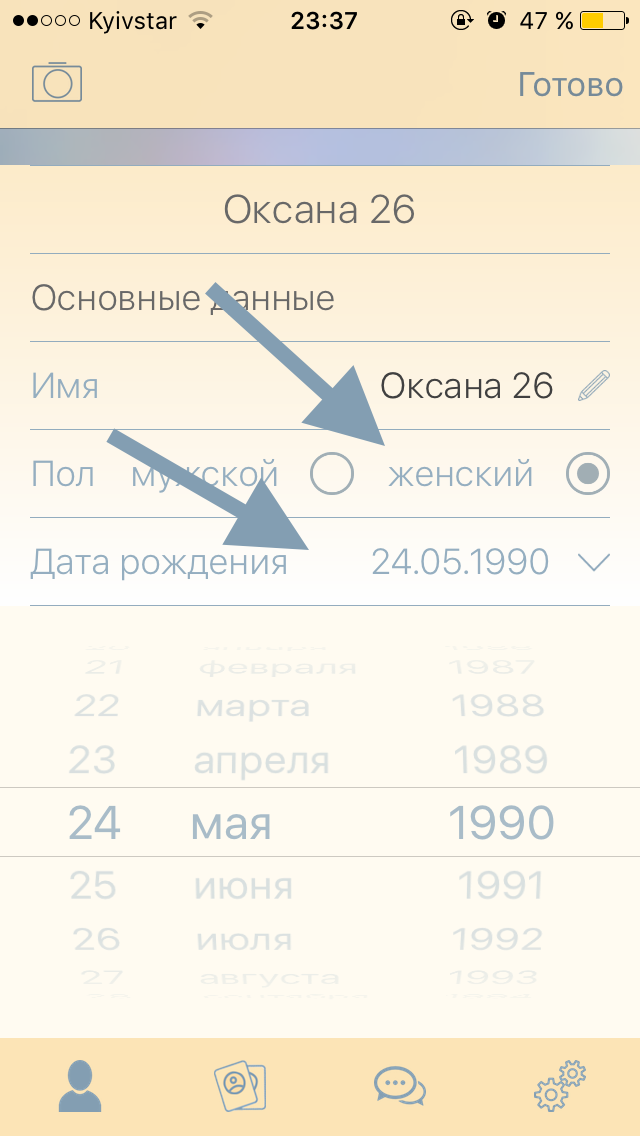 Kyivstar 23:37 47 %
Готово
Оксана 26
Основные данные
Имя Оксана 26
Пол мужской женский
Дата рождения 24.05.1990
21 февраля 1987
22 марта 1988
23 апреля 1989
24 мая 1990
25 июня 1991
26 июля 1992
27 августа 1993